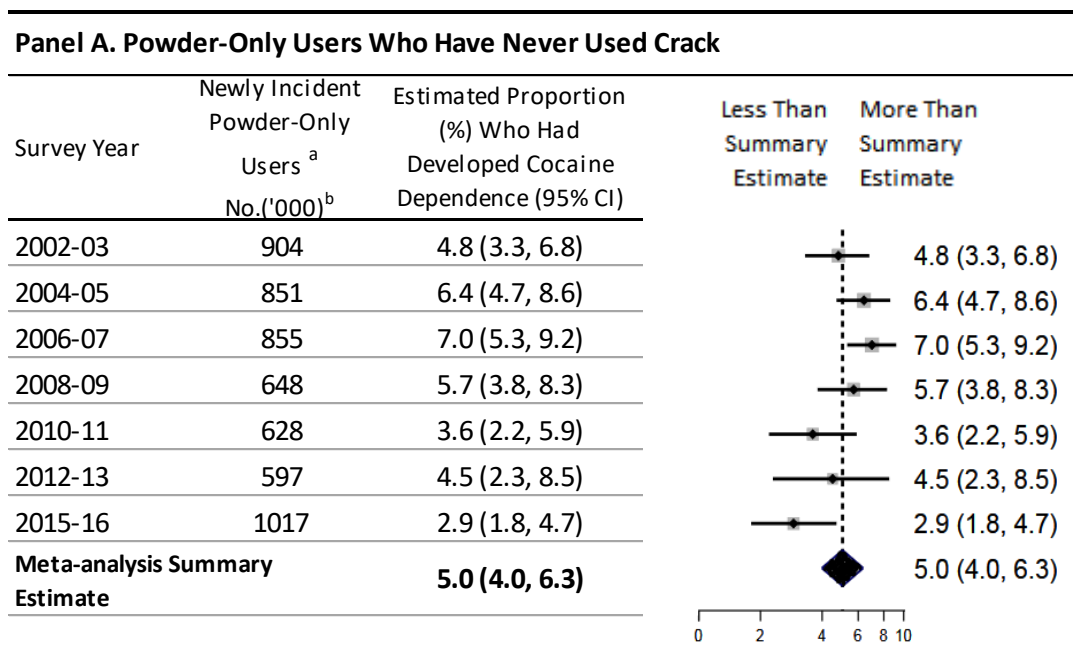 Panel A. Powder-Only Users Who Have Never Used Crack
Survey Year
Newly Incident
Powder-Only
Users a
No.('000)b
Estimated Proportion
(%) Who Had
Developed Cocaine
Dependence (95% CI)
Less Than
Summary
Estimate
More Than
Summary
Estimate
2002-03 904 4.8 (3.3, 6.8) 4.8 (3.3, 6.8)
2004-05 851 6.4 (4.7, 8.6) 6.4 (4.7, 8.6)
2006-07 855 7.0 (5.3, 9.2) 7.0 (5.3, 9.2)
2008-09 648 5.7 (3.8, 8.3) 5.7 (3.8, 8.3)
2010-11 628 3.6 (2.2, 5.9) 3.6 (2.2, 5.9)
2012-13 597 4.5 (2.3, 8.5) 4.5 (2.3, 8.5)
2015-16 1017 2.9 (1.8, 4.7) 2.9 (1.8, 4.7)
Meta-analysis Summary
Estimate
5.0 (4.0, 6.3) 5.0 (4.0, 6.3)
0 2 4 6 8 10